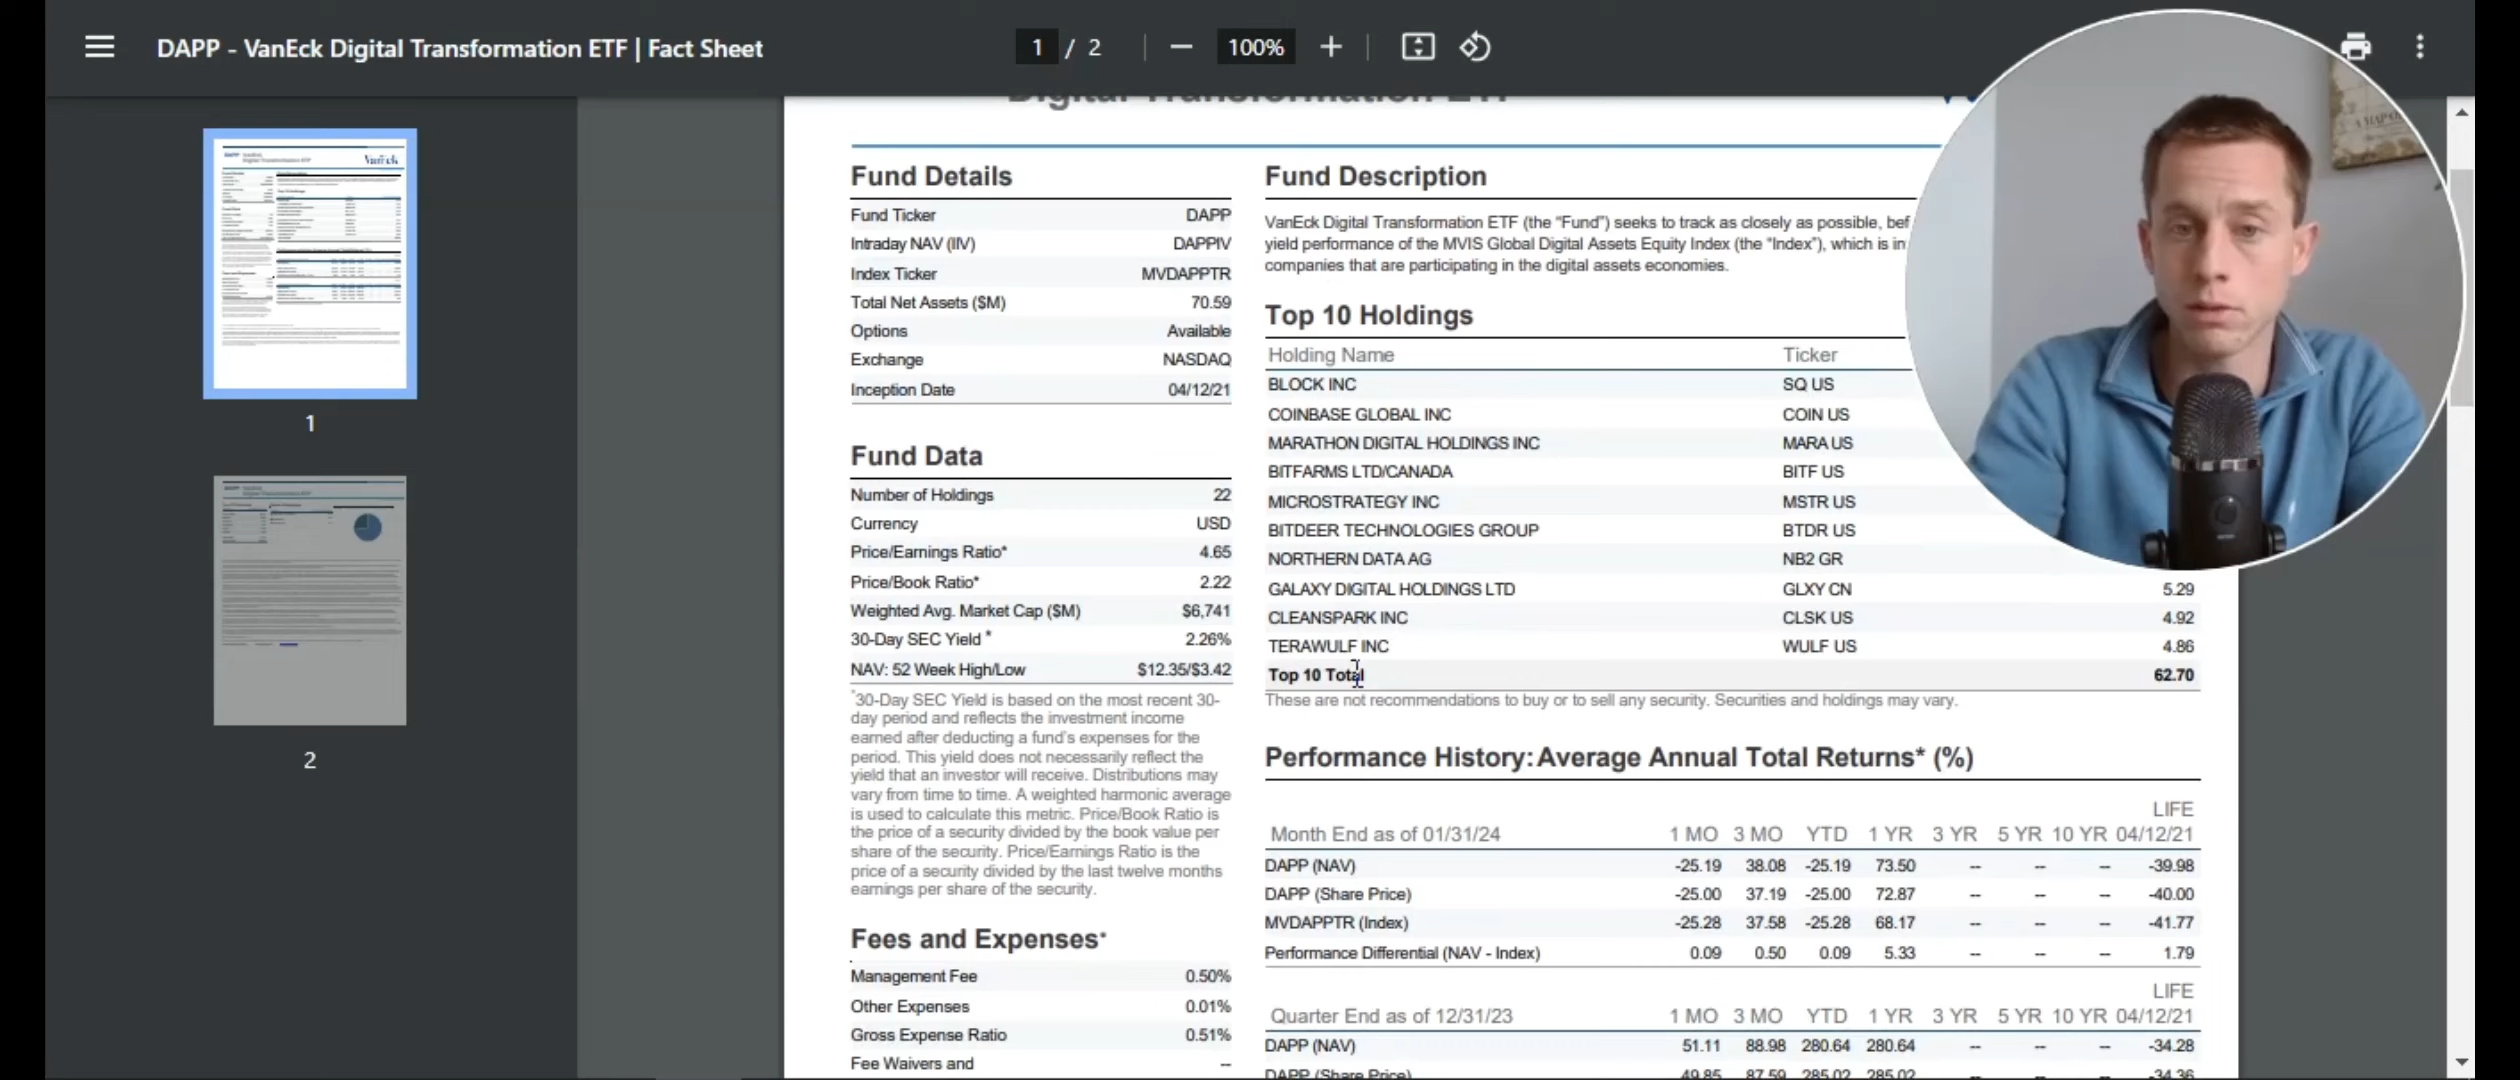 DAPP - VanEck Digital Transformation ETF | Fact Sheet
1 / 2
100%
Digital Transformation ETF
1
2
Fund Details
Fund Ticker DAPP
Intraday NAV (IIV) DAPPIV
Index Ticker MVDAPPTR
Total Net Assets ($M) 70.59
Options Available
Exchange NASDAQ
Inception Date 04/12/21
Fund Data
Number of Holdings 22
Currency USD
Price/Earnings Ratio* 4.65
Price/Book Ratio* 2.22
Weighted Avg. Market Cap ($M) $6,741
30-Day SEC Yield * 2.26%
NAV: 52 Week High/Low $12.35/$3.42
*30-Day SEC Yield is based on the most recent 30-
day period and reflects the investment income
earned after deducting a fund's expenses for the
period. This yield does not necessarily reflect the
yield that an investor will receive. Distributions may
vary from time to time. A weighted harmonic average
is used to calculate this metric. Price/Book Ratio is
the price of a security divided by the book value per
share of the security. Price/Earnings Ratio is the
price of a security divided by the last twelve months
earnings per share of the security.
Fees and Expenses*
Management Fee 0.50%
Other Expenses 0.01%
Gross Expense Ratio 0.51%
Fee Waivers and --
Fund Description
VanEck Digital Transformation ETF (the “Fund”) seeks to track as closely as possible, bef
yield performance of the MVIS Global Digital Assets Equity Index (the “Index”), which is in
companies that are participating in the digital assets economies.
Top 10 Holdings
Holding Name Ticker
BLOCK INC SQ US
COINBASE GLOBAL INC COIN US
MARATHON DIGITAL HOLDINGS INC MARA US
BITFARMS LTD/CANADA BITF US
MICROSTRATEGY INC MSTR US
BITDEER TECHNOLOGIES GROUP BTDR US
NORTHERN DATA AG NB2 GR
GALAXY DIGITAL HOLDINGS LTD GLXY CN 5.29
CLEANSPARK INC CLSK US 4.92
TERAWULF INC WULF US 4.86
Top 10 Total 62.70
These are not recommendations to buy or to sell any security. Securities and holdings may vary.
Performance History: Average Annual Total Returns* (%)
LIFE
Month End as of 01/31/24 1 MO 3 MO YTD 1 YR 3 YR 5 YR 10 YR 04/12/21
DAPP (NAV) -25.19 38.08 -25.19 73.50 -- -- -- -39.98
DAPP (Share Price) -25.00 37.19 -25.00 72.87 -- -- -- -40.00
MVDAPPTR (Index) -25.28 37.58 -25.28 68.17 -- -- -- -41.77
Performance Differential (NAV - Index) 0.09 0.50 0.09 5.33 -- -- -- 1.79
LIFE
Quarter End as of 12/31/23 1 MO 3 MO YTD 1 YR 3 YR 5 YR 10 YR 04/12/21
DAPP (NAV) 51.11 88.98 280.64 280.64 -- -- -- -34.28
DAPP (Share Price) 49.85 87.59 285.02 285.02 -- -- -- -34.36